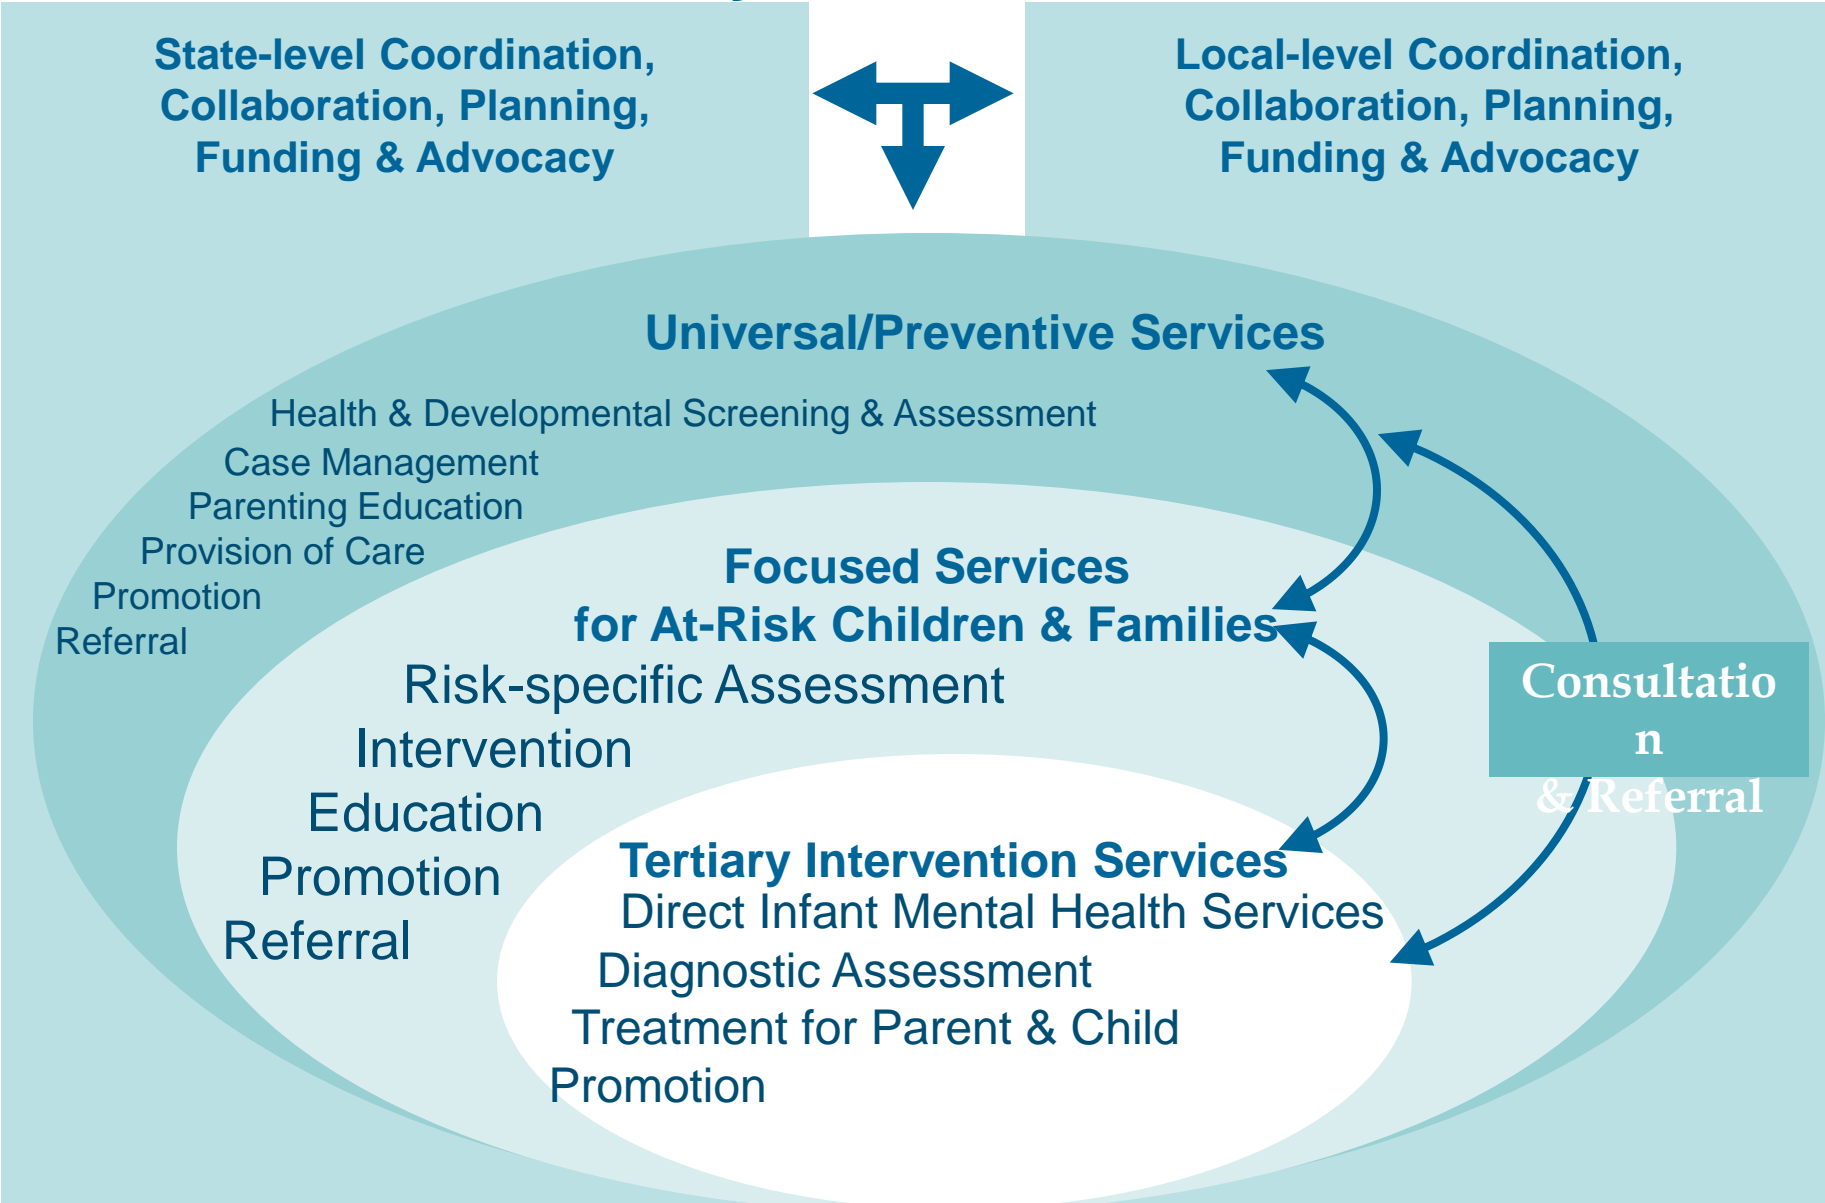 State-level Coordination,
Collaboration, Planning,
Funding & Advocacy
Local-level Coordination,
Collaboration, Planning,
Funding & Advocacy
Universal/Preventive Services
Health & Developmental Screening & Assessment
Case Management
Parenting Education
Provision of Care
Promotion
Referral
Focused Services
for At-Risk Children & Families
Risk-specific Assessment
Intervention
Education
Promotion
Referral
Consultatio
n
& Referral
Tertiary Intervention Services
Direct Infant Mental Health Services
Diagnostic Assessment
Treatment for Parent & Child
Promotion